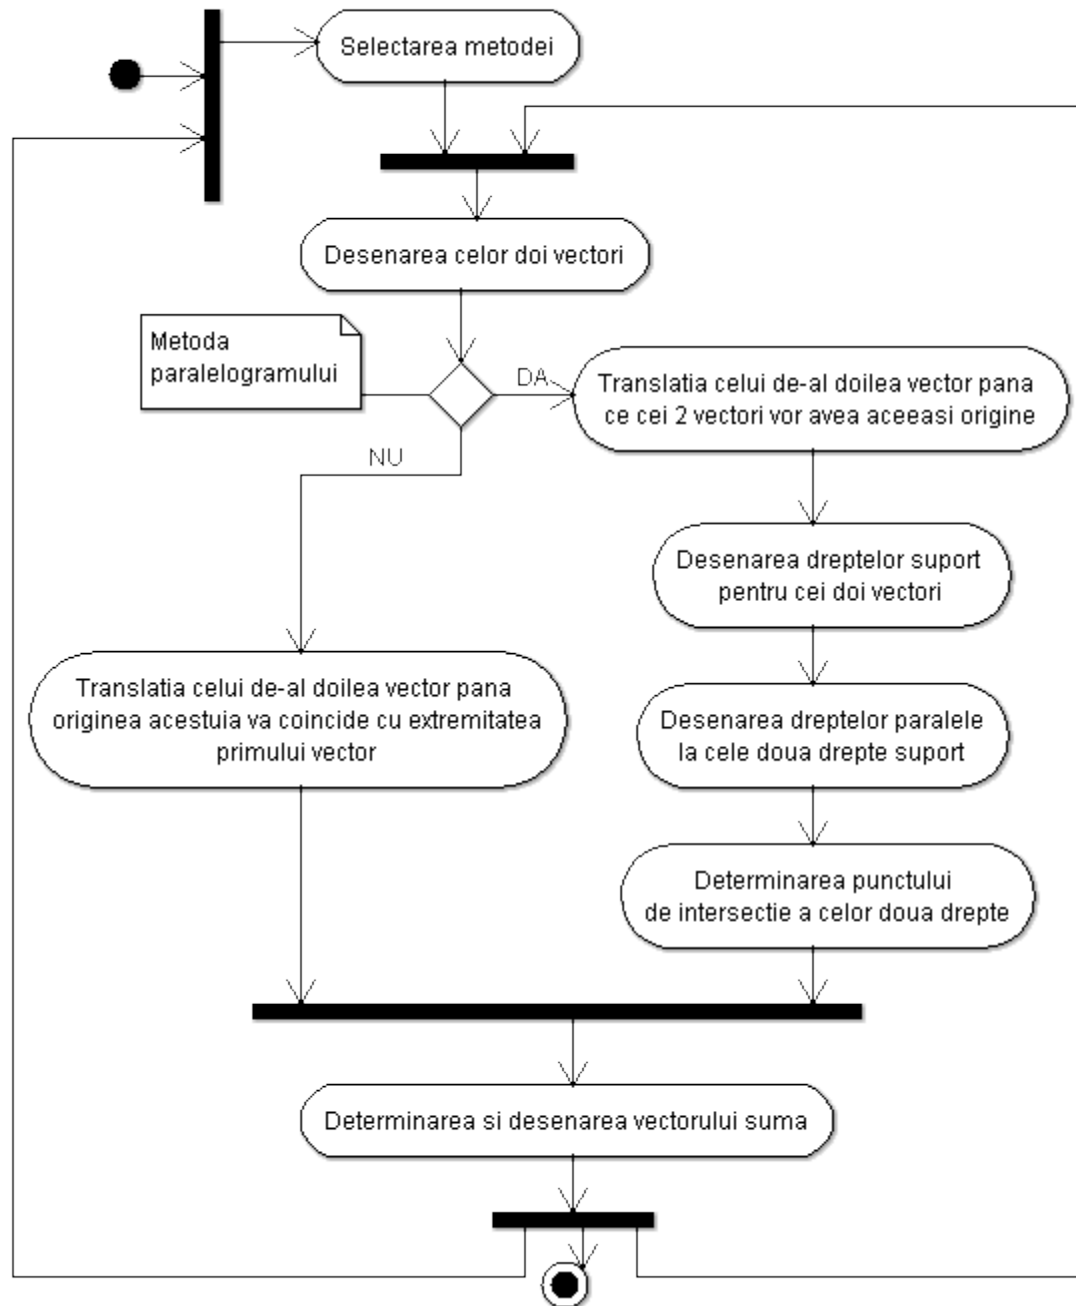 Selectarea metodei
Desenarea celor doi vectori
Metoda
paralelogramului
DA
Translatia celui de-al doilea vector pana
ce cei 2 vectori vor avea aceeasi origine
NU
Desenarea dreptelor suport
pentru cei doi vectori
Translatia celui de-al doilea vector pana
originea acestuia va coincide cu extremitatea
primului vector
Desenarea dreptelor paralele
la cele doua drepte suport
Determinarea punctului
de intersectie a celor doua drepte
Determinarea si desenarea vectorului suma